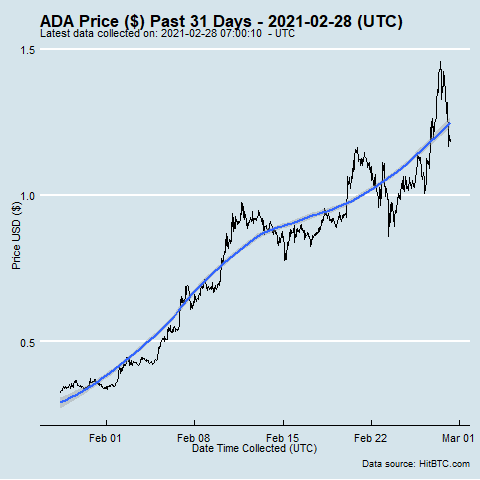 ADA Price ($) Past 31 Days - 2021-02-28 (UTC)
Latest data collected on: 2021-02-28 07:00:10  - UTC
1.5
1.0
0.5
Price USD ($)
Feb 01
Feb 08
Feb 15
Feb 22
Mar 01
Date Time Collected (UTC)
Data source: HitBTC.com